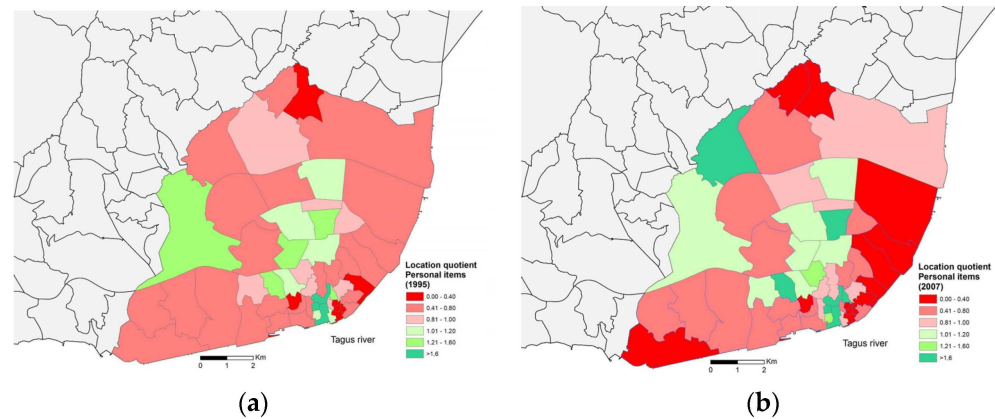 Location quotient
Personal items
(1995)
0.00 - 0.40
0.41 - 0.80
0.81 - 1.00
1.01 - 1.20
1.21 - 1.60
>1.6
Tagus river
Km
0 1 2
(a)
Location quotient
Personal items
(2007)
0.00 - 0.40
0.41 - 0.80
0.81 - 1.00
1.01 - 1.20
1.21 - 1.60
>1.6
Tagus river
Km
0 1 2
(b)